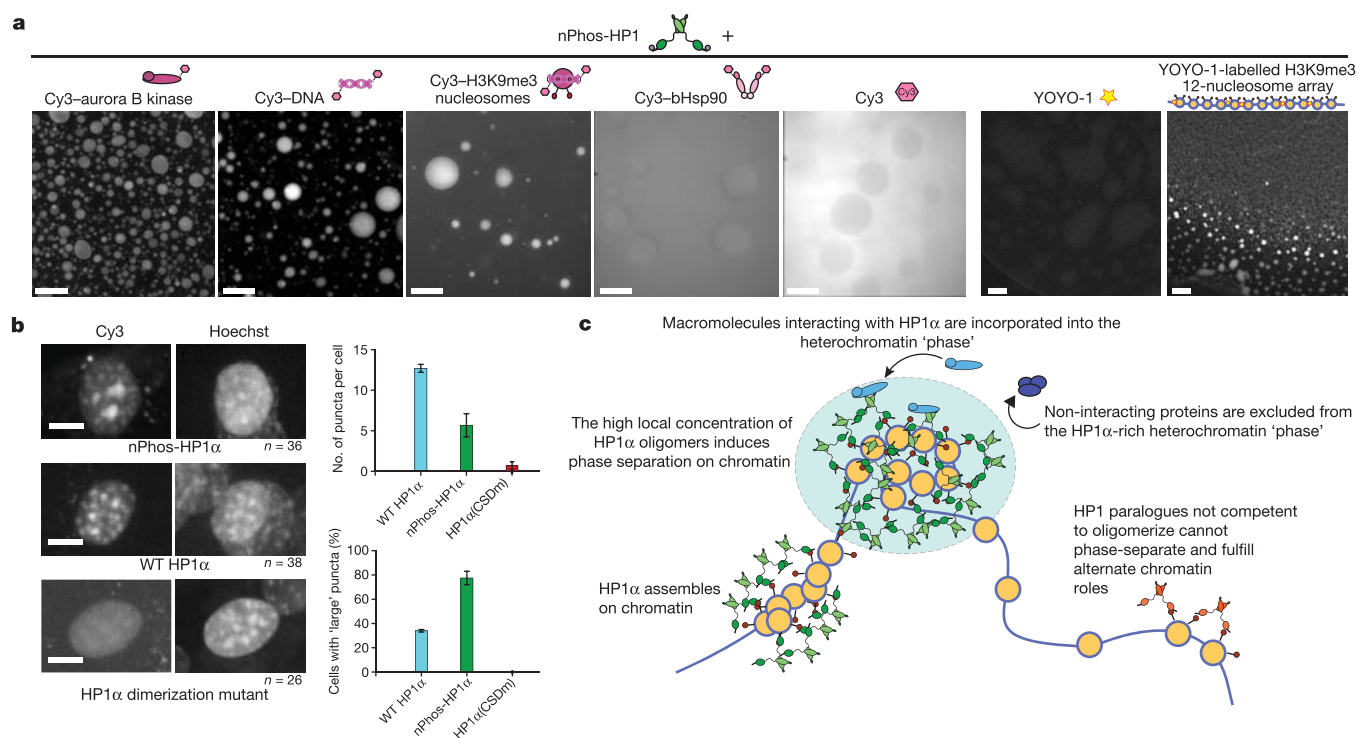 a
nPhos-HP1 +
Cy3–aurora B kinase
Cy3–DNA
Cy3–H3K9me3
nucleosomes
Cy3–bHsp90
Cy3
Cy3
YOYO-1
YOYO-1-labelled H3K9me3
12-nucleosome array
b
Cy3
Hoechst
nPhos-HP1α
n = 36
WT HP1α
n = 38
n = 26
HP1α dimerization mutant
No. of puncta per cell
15
10
5
0
WT HP1α
nPhos-HP1α
HP1α(CSDm)
Cells with ‘large’ puncta (%)
100
80
60
40
20
0
WT HP1α
nPhos-HP1α
HP1α(CSDm)
c
Macromolecules interacting with HP1α are incorporated into the
heterochromatin ‘phase’
The high local concentration of
HP1α oligomers induces
phase separation on chromatin
Non-interacting proteins are excluded from
the HP1α-rich heterochromatin ‘phase’
HP1α assembles
on chromatin
HP1 paralogues not competent
to oligomerize cannot
phase-separate and fulfill
alternate chromatin
roles